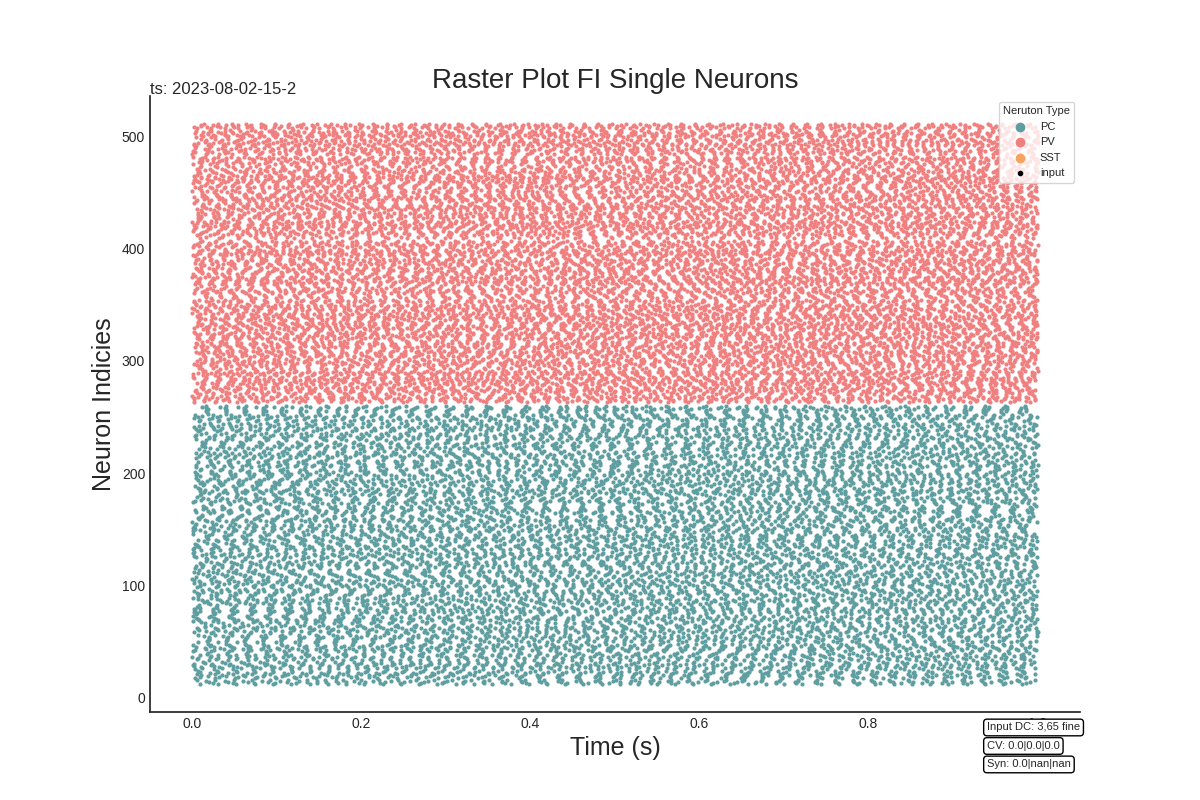 Raster Plot FI Single Neurons
ts: 2023-08-02-15-2
Neruton Type
PC
PV
SST
input
500
400
300
200
100
0
Neuron Indicies
0.0 0.2 0.4 0.6 0.8
Time (s)
Input DC: 3,65 fine
CV: 0.0|0.0|0.0
Syn: 0.0|nan|nan